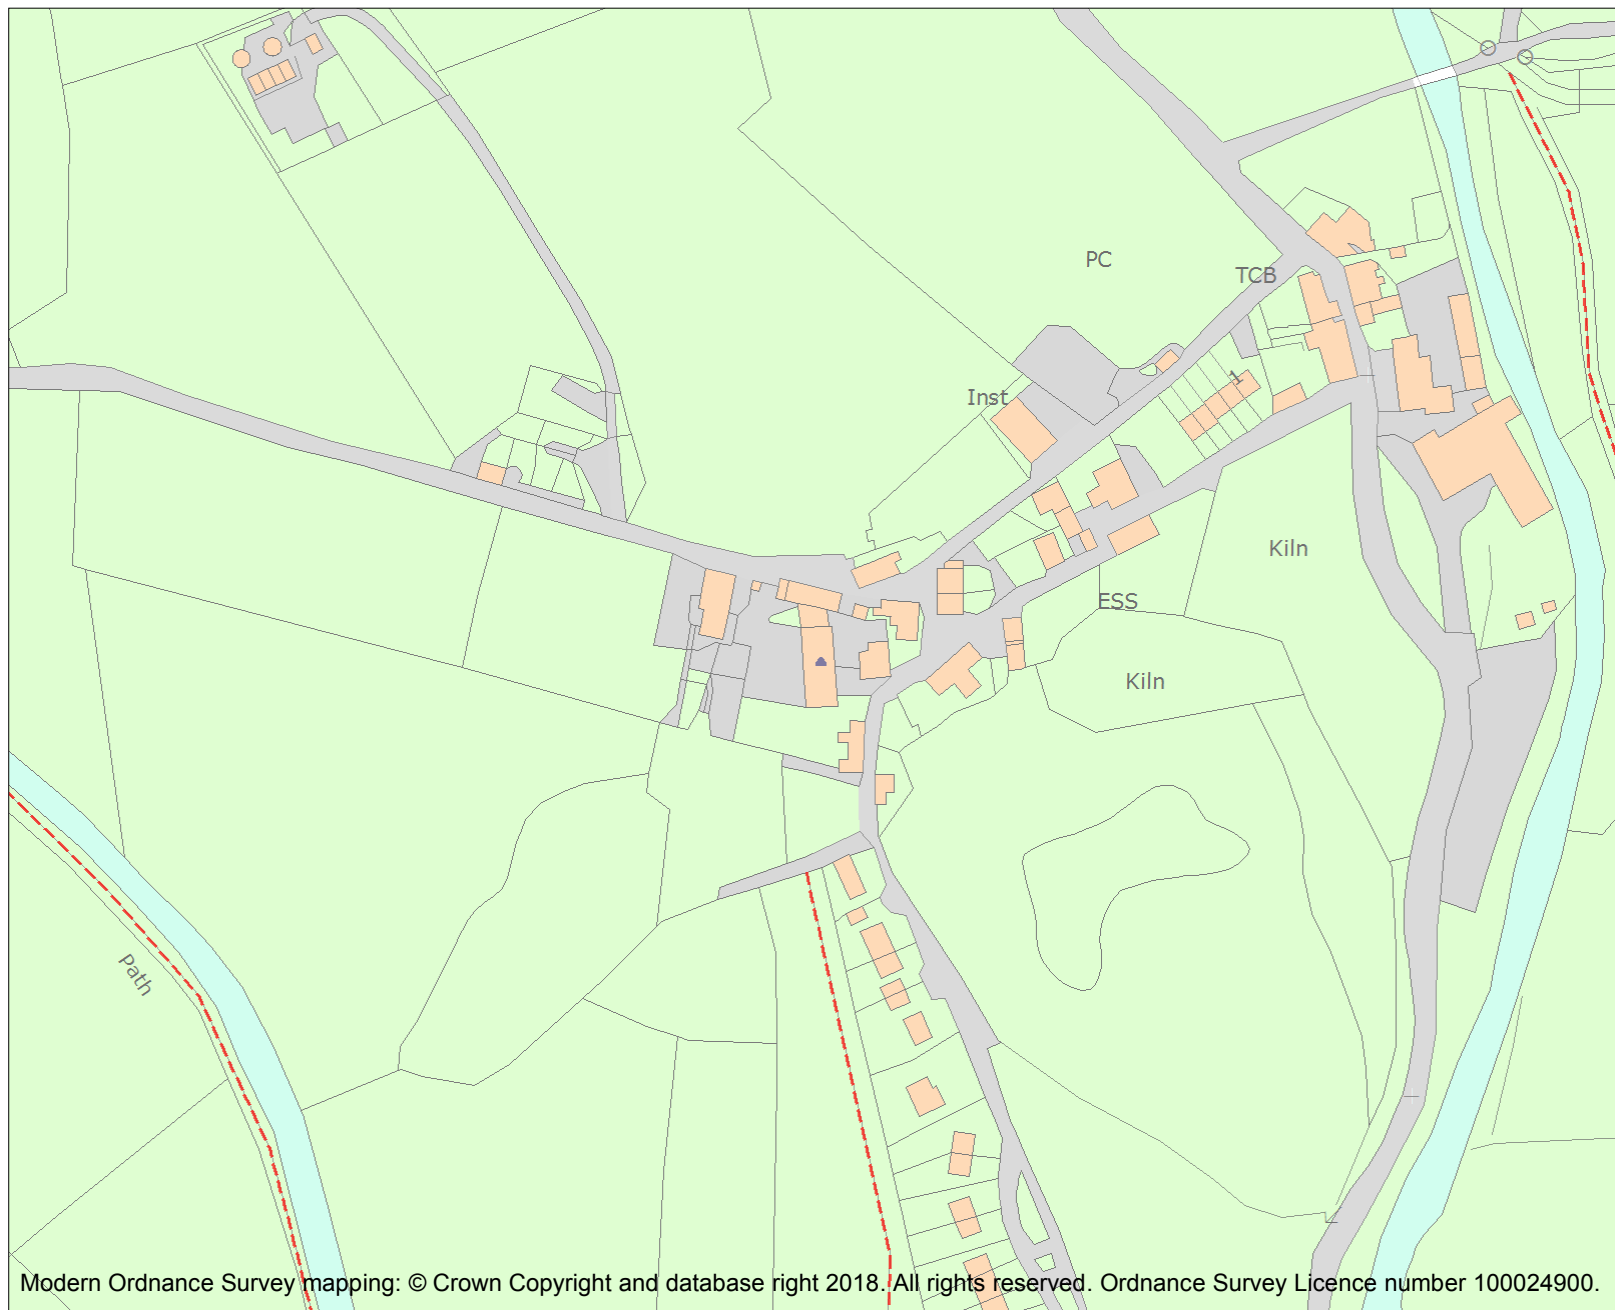 PC
TCB
1
Inst
Kiln
ESS
Kiln
Path
Modern Ordnance Survey mapping: © Crown Copyright and database right 2018. All rights reserved. Ordnance Survey Licence number 100024900.